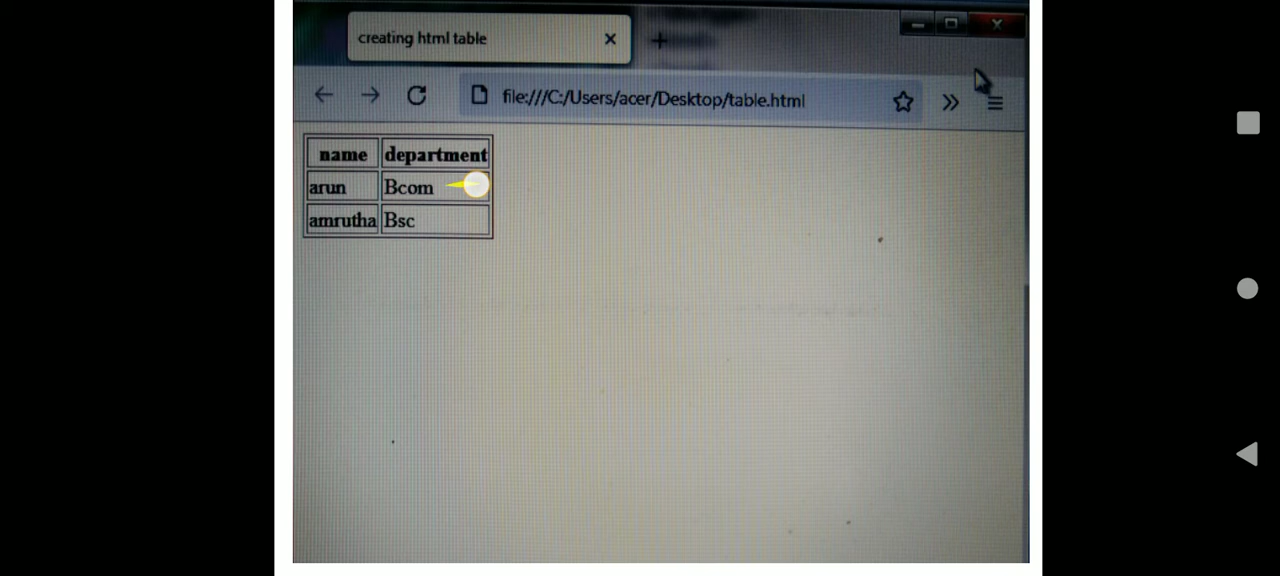 creating html table
file:///C:/Users/acer/Desktop/table.html
name department
arun Bcom
amrutha Bsc